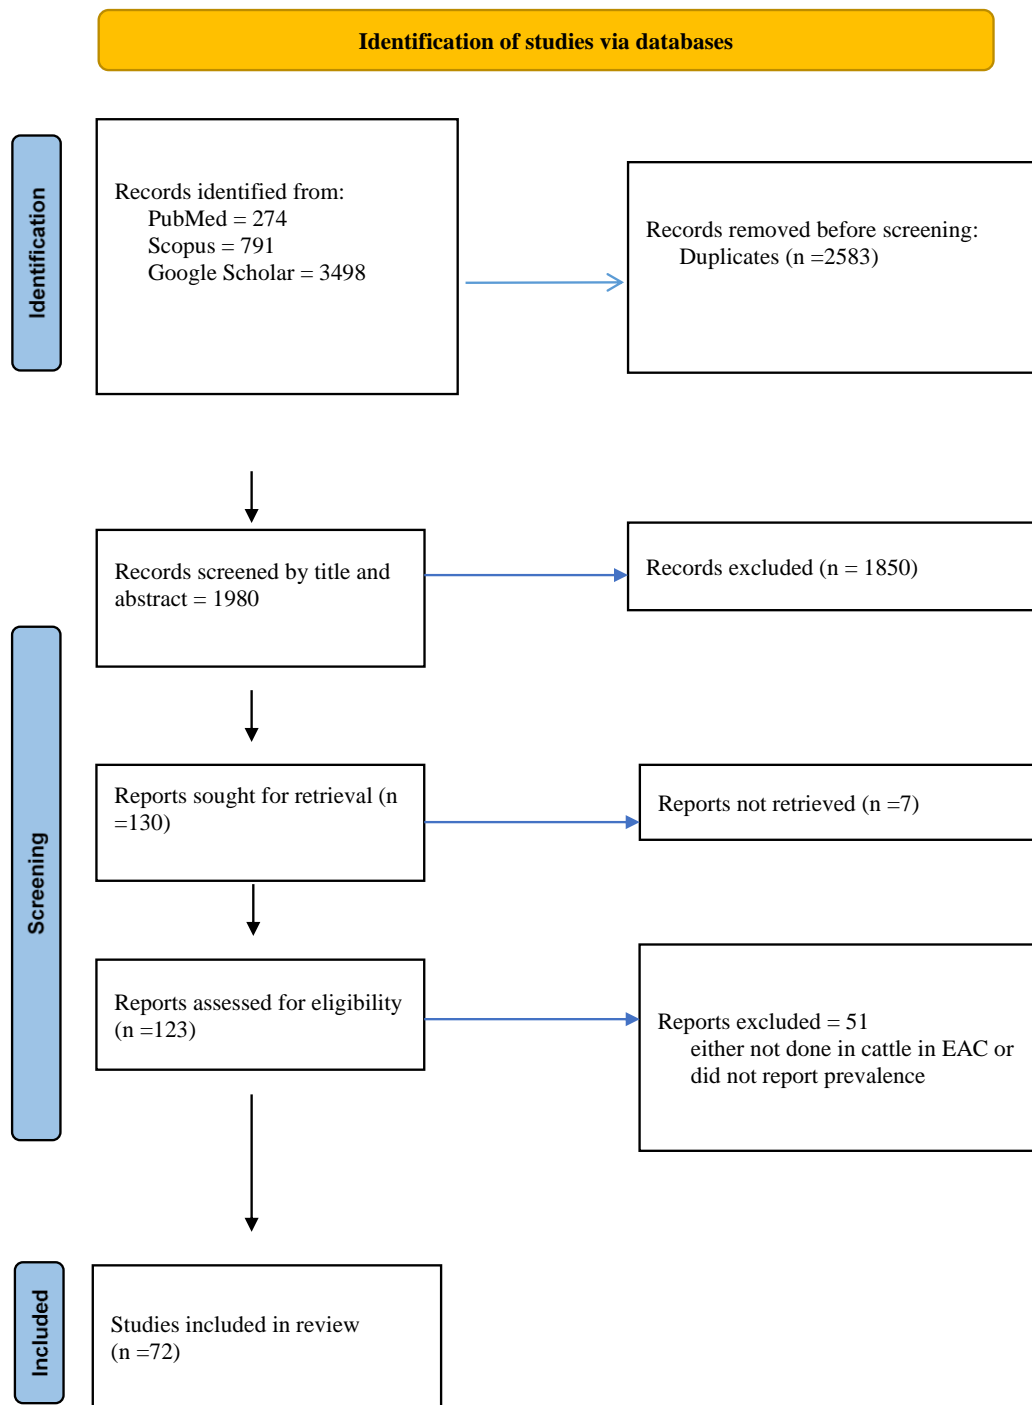 Identification of studies via databases
Identification
Records identified from:
PubMed = 274
Scopus = 791
Google Scholar = 3498
Records removed before screening:
Duplicates (n =2583)
Screening
Records screened by title and
abstract = 1980
Records excluded (n = 1850)
Reports sought for retrieval (n
=130)
Reports not retrieved (n =7)
Reports assessed for eligibility
(n =123)
Reports excluded = 51
either not done in cattle in EAC or
did not report prevalence
Included
Studies included in review
(n =72)